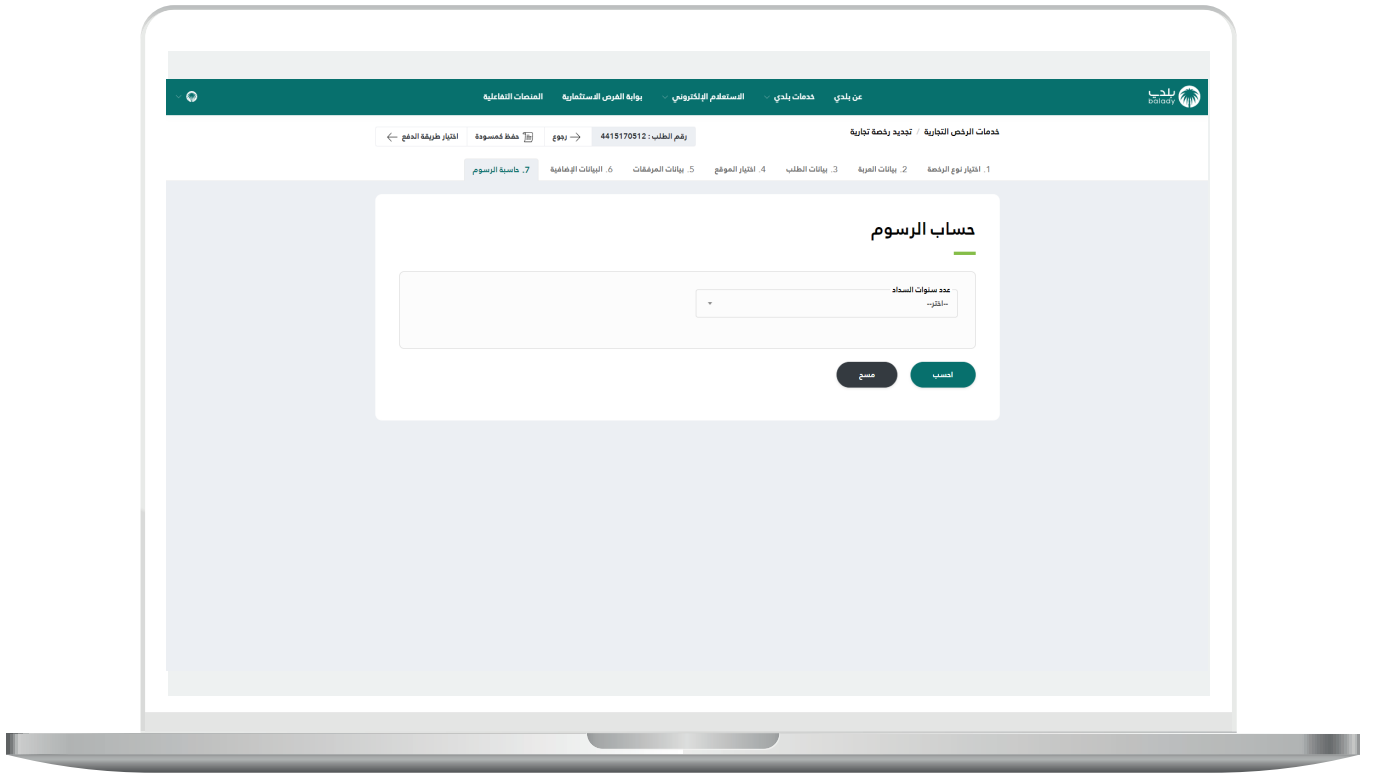 بلدي
balady
عن بلدي
خدمات بلدي
الاستعلام الإلكتروني
بوابة الفرص الاستثمارية
المنصات التفاعلية
خدمات الرخص التجارية / تجديد رخصة تجارية
رقم الطلب : 4415170512
رجوع
حفظ كمسودة
اختيار طريقة الدفع
1. اختيار نوع الرخصة
2. بيانات العربة
3. بيانات الطلب
4. اختيار الموقع
5. بيانات المرفقات
6. البيانات الإضافية
7. حاسبة الرسوم
حساب الرسوم
عدد سنوات السداد
--اختر--
احسب
مسح